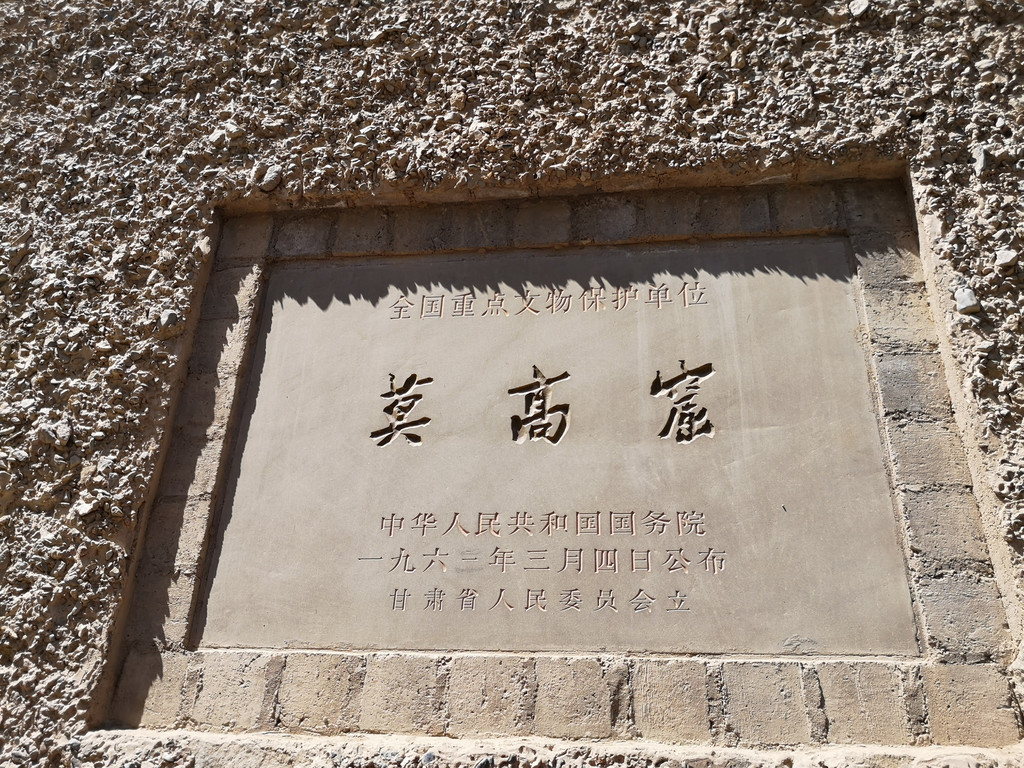 全国重点文物保护单位
莫高窟
中华人民共和国国务院
一九六一年三月四日公布
甘肃省人民委员会立